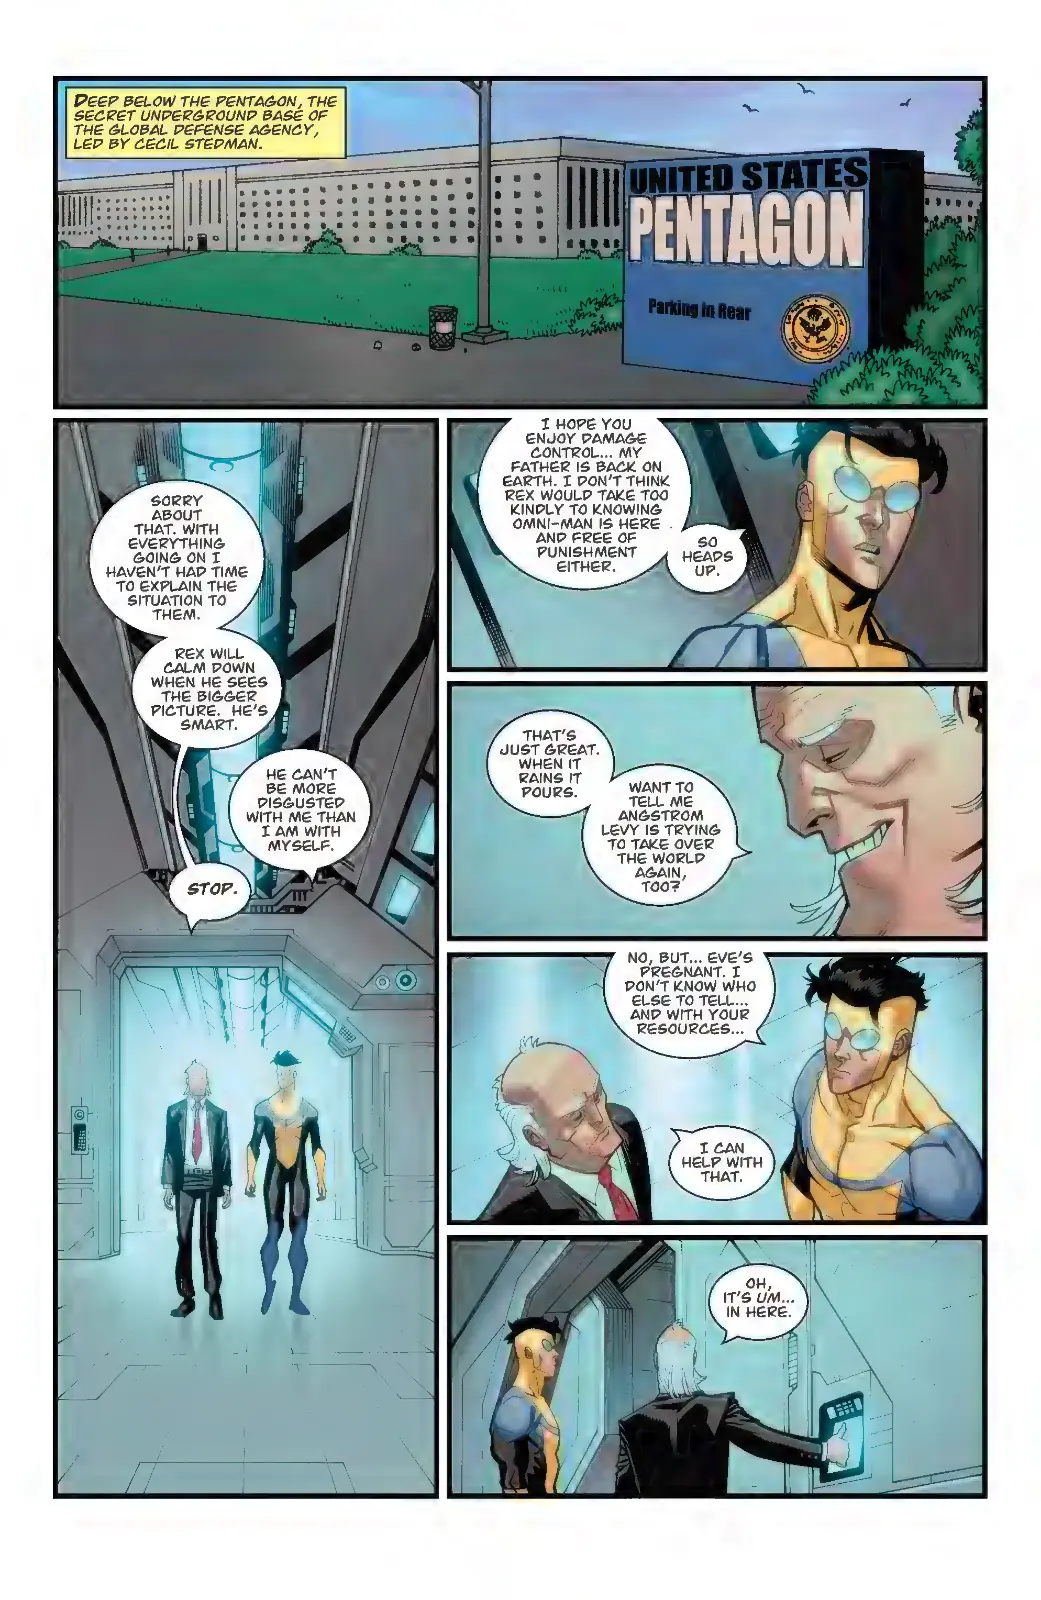 DEEP BELOW THE PENTAGON, THE
SECRET UNDERGROUND BASE OF
THE GLOBAL DEFENSE AGENCY,
LED BY CECIL STEDMAN.
UNITED STATES
PENTAGON
Parking in Rear
SORRY
ABOUT
THAT. WITH
EVERYTHING
GOING ON I
HAVEN'T HAD TIME
TO EXPLAIN THE
SITUATION TO
THEM.
REX WILL
CALM DOWN
WHEN HE SEES
THE BIGGER
PICTURE. HE'S
SMART.
HE CAN'T
BE MORE
DISGUSTED
WITH ME THAN
I AM WITH
MYSELF.
STOP.
I HOPE YOU
ENJOY DAMAGE
CONTROL... MY
FATHER IS BACK ON
EARTH. I DON'T THINK
REX WOULD TAKE TOO
KINDLY TO KNOWING
OMNI-MAN IS HERE
AND FREE OF
PUNISHMENT
EITHER.
SO
HEADS
UP.
THAT'S
JUST GREAT.
WHEN IT
RAINS IT
POURS.
WANT TO
TELL ME
ANGSTROM
LEVY IS TRYING
TO TAKE OVER
THE WORLD
AGAIN,
TOO?
NO, BUT... EVE'S
PREGNANT. I
DON'T KNOW WHO
ELSE TO TELL...
AND WITH YOUR
RESOURCES...
I CAN
HELP WITH
THAT.
OH,
IT'S UM...
IN HERE.